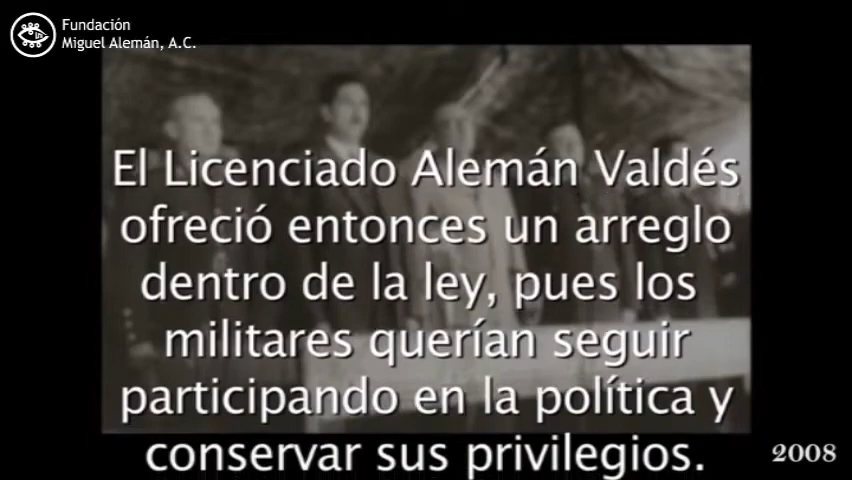 Fundación
Miguel Alemán, A.C.
El Licenciado Alemán Valdés
ofreció entonces un arreglo
dentro de la ley, pues los
militares querían seguir
participando en la política y
conservar sus privilegios.
2008